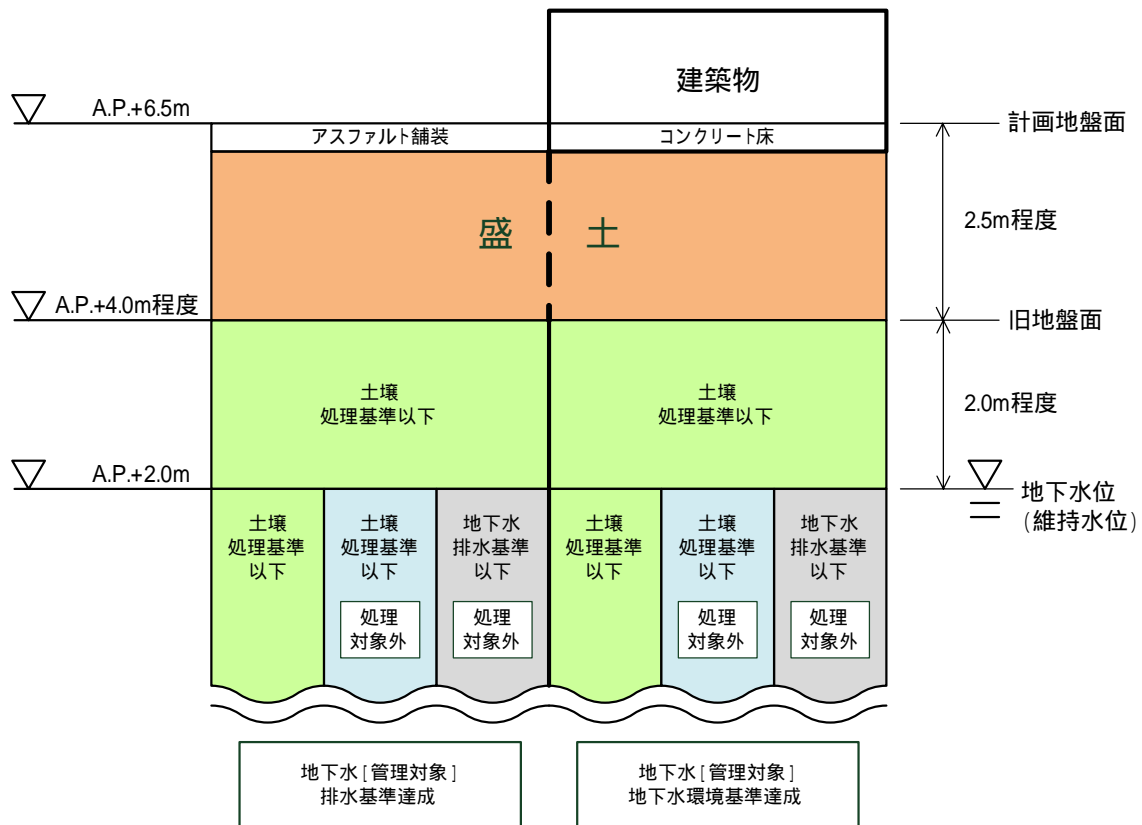 建築物
A.P.+6.5m
計画地盤面
アスファルト舗装
コンクリート床
盛 土
2.5m程度
A.P.+4.0m程度
旧地盤面
土壌
処理基準以下
土壌
処理基準以下
2.0m程度
A.P.+2.0m
地下水位
(維持水位)
土壌
処理基準
以下
土壌
処理基準
以下
処理
対象外
地下水
排水基準
以下
処理
対象外
土壌
処理基準
以下
土壌
処理基準
以下
処理
対象外
地下水
排水基準
以下
処理
対象外
地下水[管理対象]
排水基準達成
地下水[管理対象]
地下水環境基準達成